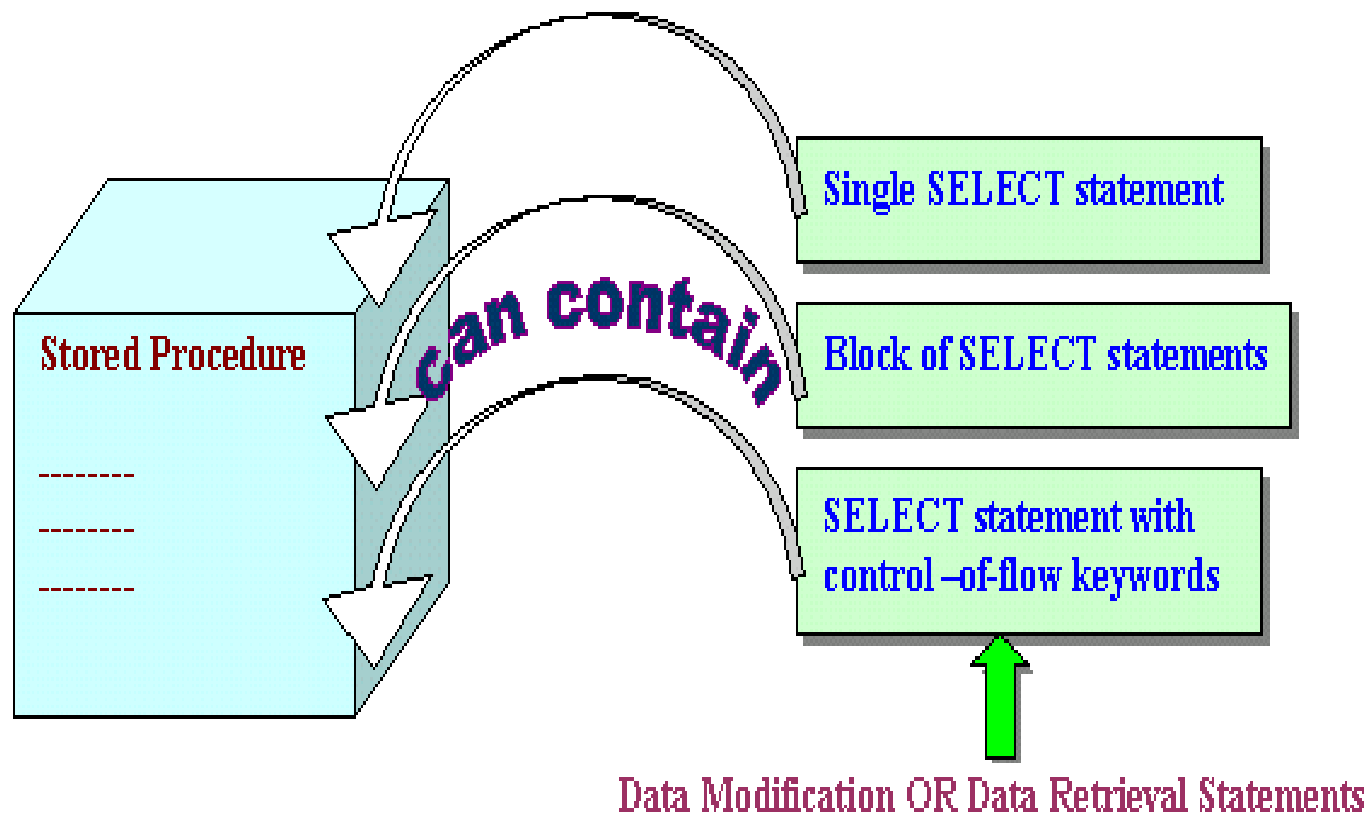 Single SELECT statement
can contain
Stored Procedure
Block of SELECT statements
--------
--------
--------
SELECT statement with
control –of-flow keywords
Data Modification OR Data Retrieval Statements